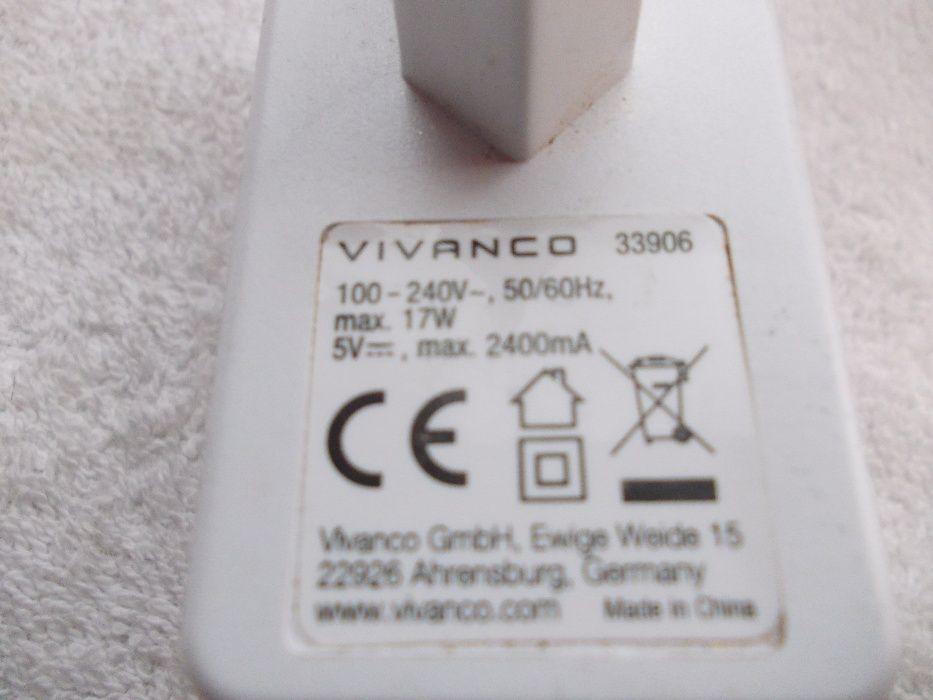 VIVANCO 33906
100 - 240V~, 50/60Hz,
max. 17W
5V⎓, max. 2400mA
CE
Vivanco GmbH, Ewige Weide 15
22926 Ahrensburg, Germany
www.vivanco.com Made in China